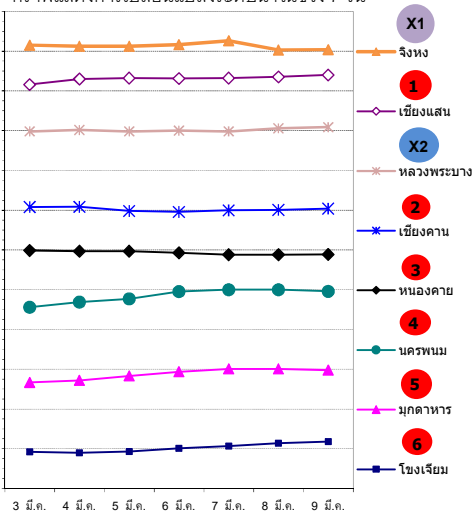 X1
จิงหง
1
เชียงแสน
X2
หลวงพระบาง
2
เชียงคาน
3
หนองคาย
4
นครพนม
5
มุกดาหาร
6
โขงเจียม
3 มี.ค. 4 มี.ค. 5 มี.ค. 6 มี.ค. 7 มี.ค. 8 มี.ค. 9 มี.ค.